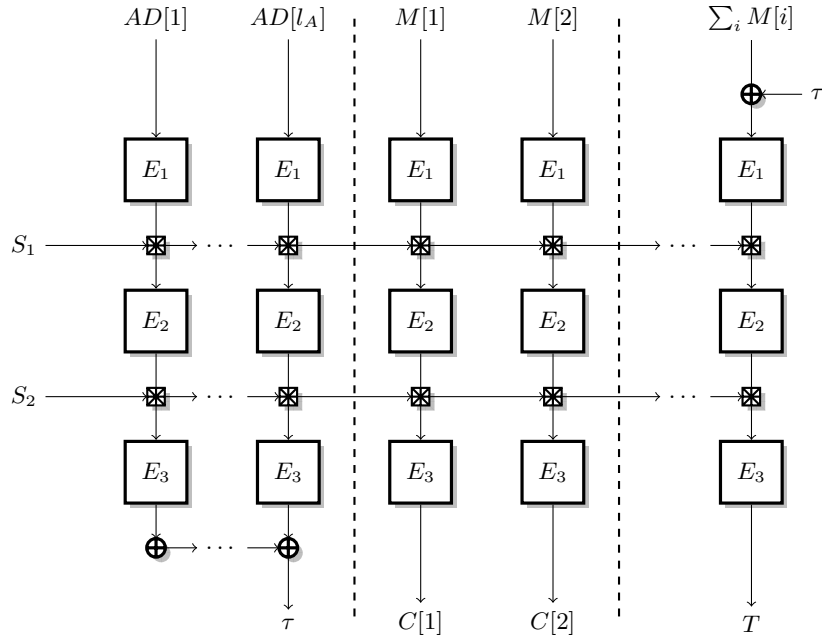 AD[1] AD[l_A] M[1] M[2] ∑_i M[i]
τ
E_1 E_1 E_1 E_1 E_1
S_1 ··· ···
E_2 E_2 E_2 E_2 E_2
S_2 ··· ···
E_3 E_3 E_3 E_3 E_3
···
τ C[1] C[2] T